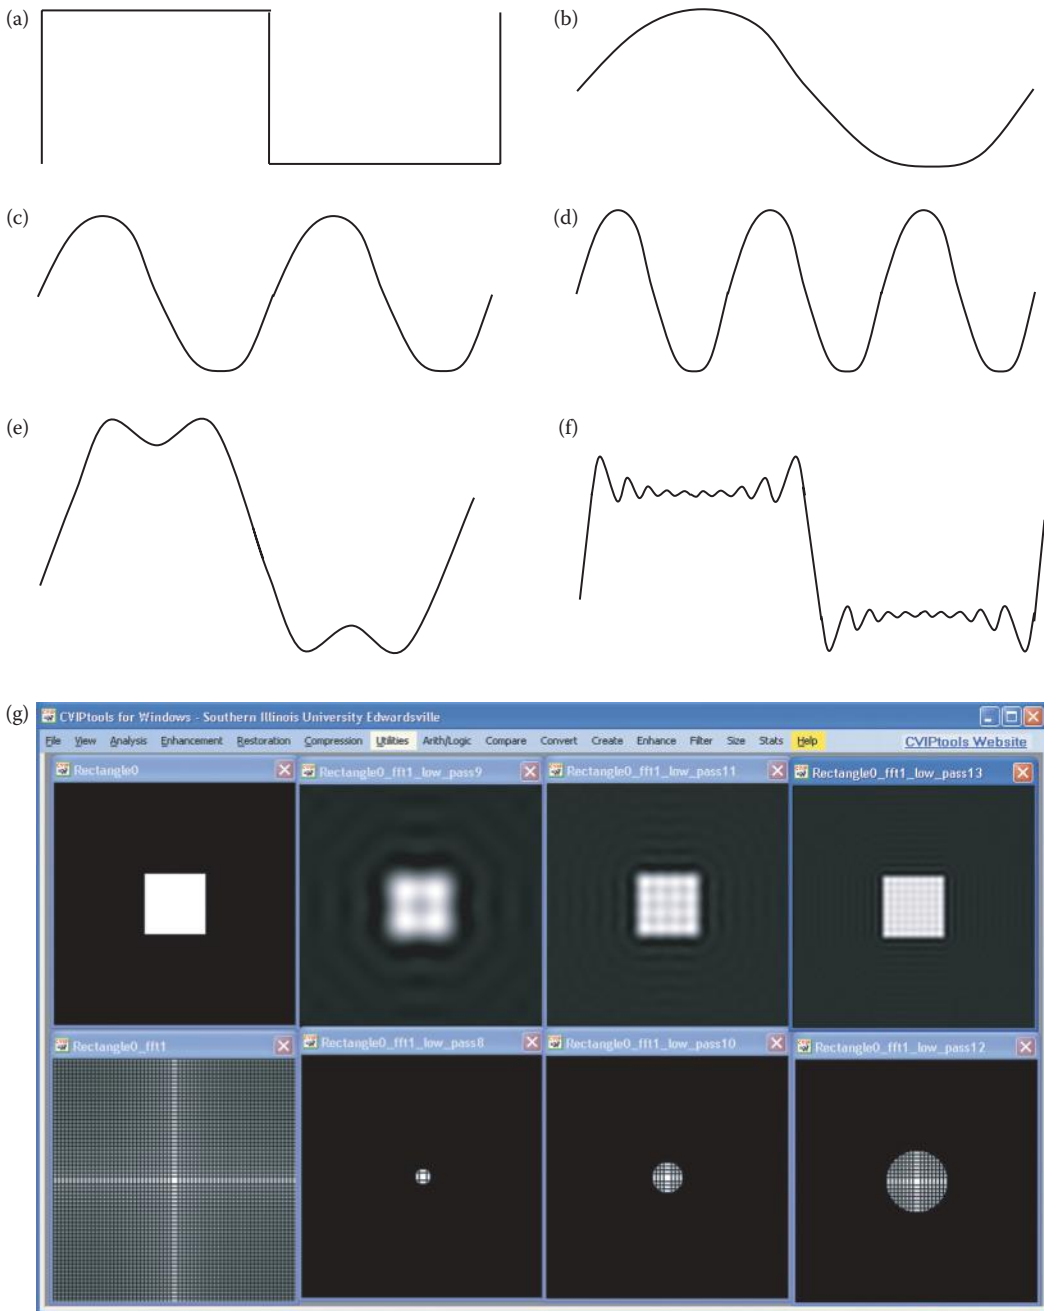 (a)
(b)
(c)
(d)
(e)
(f)
(g)
CVIPtools for Windows - Southern Illinois University Edwardsville
File View Analysis Enhancement Restoration Compression Utilities Arith/Logic Compare Convert Create Enhance Filter Size Stats Help CVIPtools Website
Rectangle0
Rectangle0_fft1_low_pass9
Rectangle0_fft1_low_pass11
Rectangle0_fft1_low_pass13
Rectangle0_fft1
Rectangle0_fft1_low_pass8
Rectangle0_fft1_low_pass10
Rectangle0_fft1_low_pass12